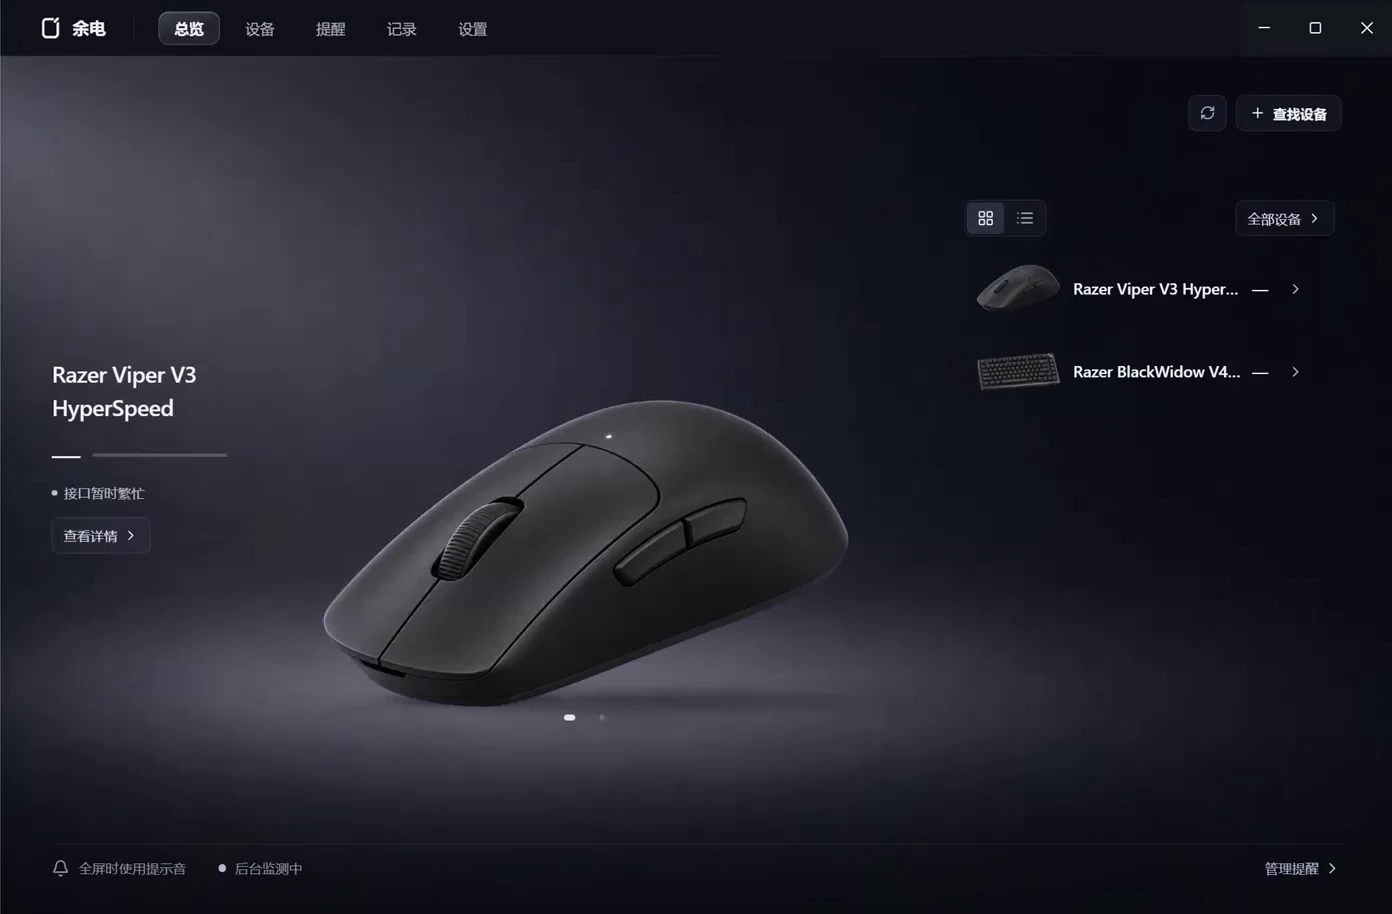 余电
总览
设备
提醒
记录
设置
查找设备
全部设备
Razer Viper V3 Hyper... —
Razer BlackWidow V4... —
Razer Viper V3
HyperSpeed
—
接口暂时繁忙
查看详情
全屏时使用提示音
后台监测中
管理提醒